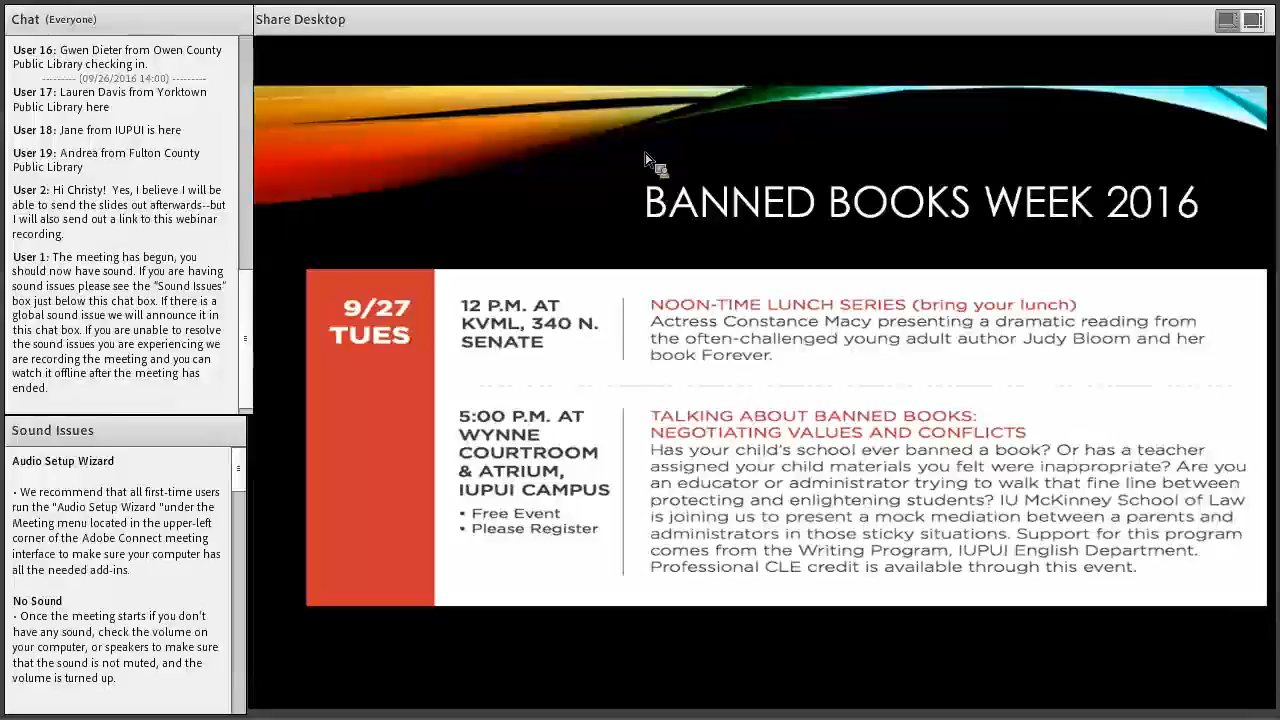 Chat (Everyone)
User 16: Gwen Dieter from Owen County
Public Library checking in.
--------- (09/26/2016 14:00) ---------
User 17: Lauren Davis from Yorktown
Public Library here
User 18: Jane from IUPUI is here
User 19: Andrea from Fulton County
Public Library
User 2: Hi Christy! Yes, I believe I will be
able to send the slides out afterwards--but
I will also send out a link to this webinar
recording.
User 1: The meeting has begun, you
should now have sound. If you are having
sound issues please see the "Sound Issues"
box just below this chat box. If there is a
global sound issue we will announce it in
this chat box. If you are unable to resolve
the sound issues you are experiencing we
are recording the meeting and you can
watch it offline after the meeting has
ended.
Sound Issues
Audio Setup Wizard
• We recommend that all first-time users
run the "Audio Setup Wizard "under the
Meeting menu located in the upper-left
corner of the Adobe Connect meeting
interface to make sure your computer has
all the needed add-ins.
No Sound
• Once the meeting starts if you don't
have any sound, check the volume on
your computer, or speakers to make sure
that the sound is not muted, and the
volume is turned up.
Share Desktop
BANNED BOOKS WEEK 2016
9/27
TUES
12 P.M. AT
KVML, 340 N.
SENATE
NOON-TIME LUNCH SERIES (bring your lunch)
Actress Constance Macy presenting a dramatic reading from
the often-challenged young adult author Judy Bloom and her
book Forever.
5:00 P.M. AT
WYNNE
COURTROOM
& ATRIUM,
IUPUI CAMPUS
• Free Event
• Please Register
TALKING ABOUT BANNED BOOKS:
NEGOTIATING VALUES AND CONFLICTS
Has your child's school ever banned a book? Or has a teacher
assigned your child materials you felt were inappropriate? Are you
an educator or administrator trying to walk that fine line between
protecting and enlightening students? IU McKinney School of Law
is joining us to present a mock mediation between a parents and
administrators in those sticky situations. Support for this program
comes from the Writing Program, IUPUI English Department.
Professional CLE credit is available through this event.